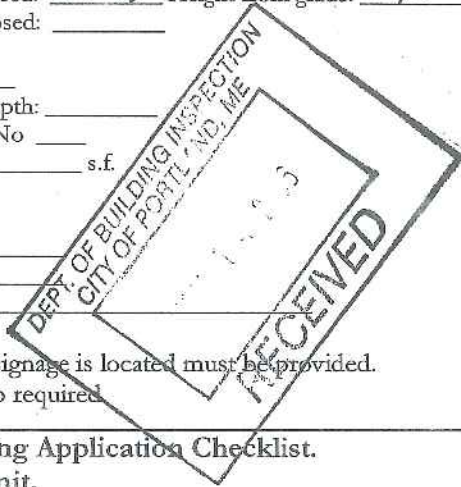 Height from grade:
osed:
pth:
No
s.f.
DEPT. OF BUILDING INSPECTION
CITY OF PORTLAND, ME
RECEIVED
ignage is located must be provided.
o required
ng Application Checklist.
nit.